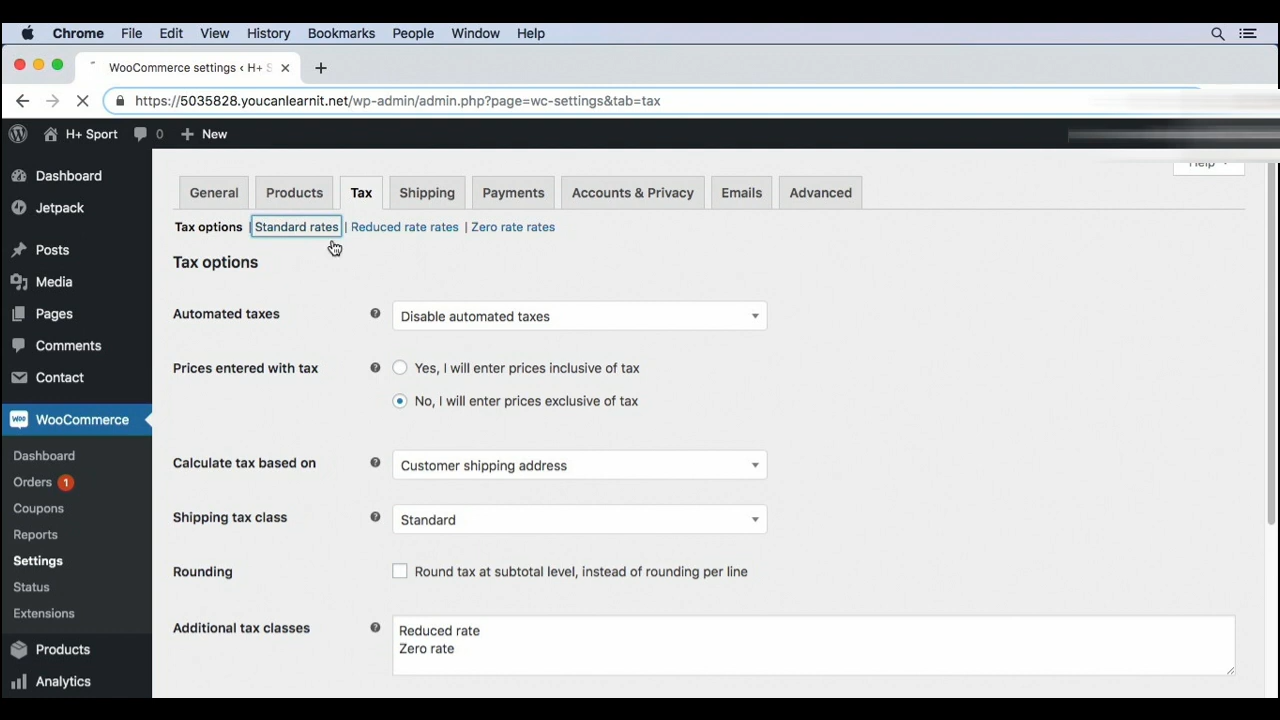 Chrome File Edit View History Bookmarks People Window Help
WooCommerce settings ‹ H+ S
https://5035828.youcanlearnit.net/wp-admin/admin.php?page=wc-settings&tab=tax
H+ Sport 0 New
Help
Dashboard
Jetpack
Posts
Media
Pages
Comments
Contact
WooCommerce
Dashboard
Orders 1
Coupons
Reports
Settings
Status
Extensions
Products
Analytics
General Products Tax Shipping Payments Accounts & Privacy Emails Advanced
Tax options | Standard rates | Reduced rate rates | Zero rate rates
Tax options
Automated taxes ? Disable automated taxes
Prices entered with tax ? Yes, I will enter prices inclusive of tax
No, I will enter prices exclusive of tax
Calculate tax based on ? Customer shipping address
Shipping tax class ? Standard
Rounding Round tax at subtotal level, instead of rounding per line
Additional tax classes ? Reduced rate
Zero rate